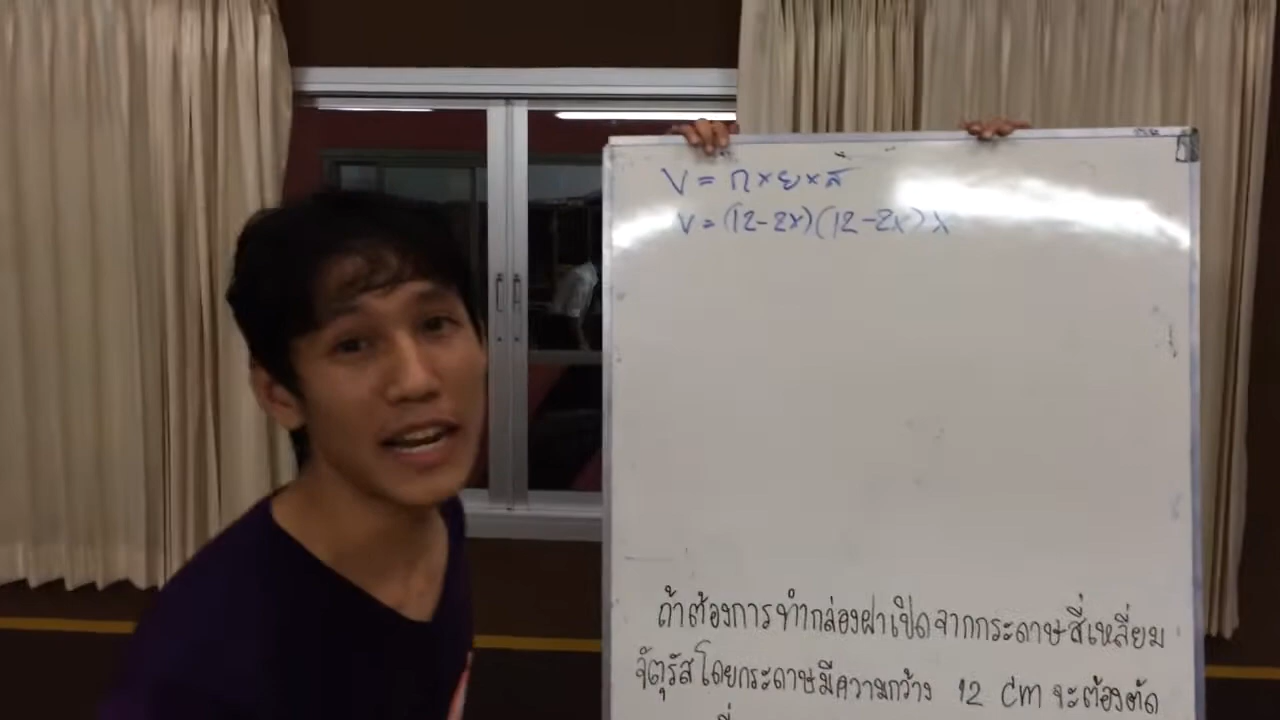 V = ก × ย × ส
V = (12-2x)(12-2x)x
ถ้าต้องการทำกล่องฝาเปิดจากกระดาษสี่เหลี่ยม
จัตุรัสโดยกระดาษมีความกว้าง 12 cm จะต้องตัด